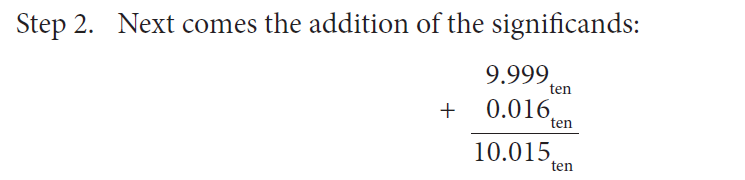 Step 2. Next comes the addition of the significands:
9.999ten
+ 0.016ten
10.015ten